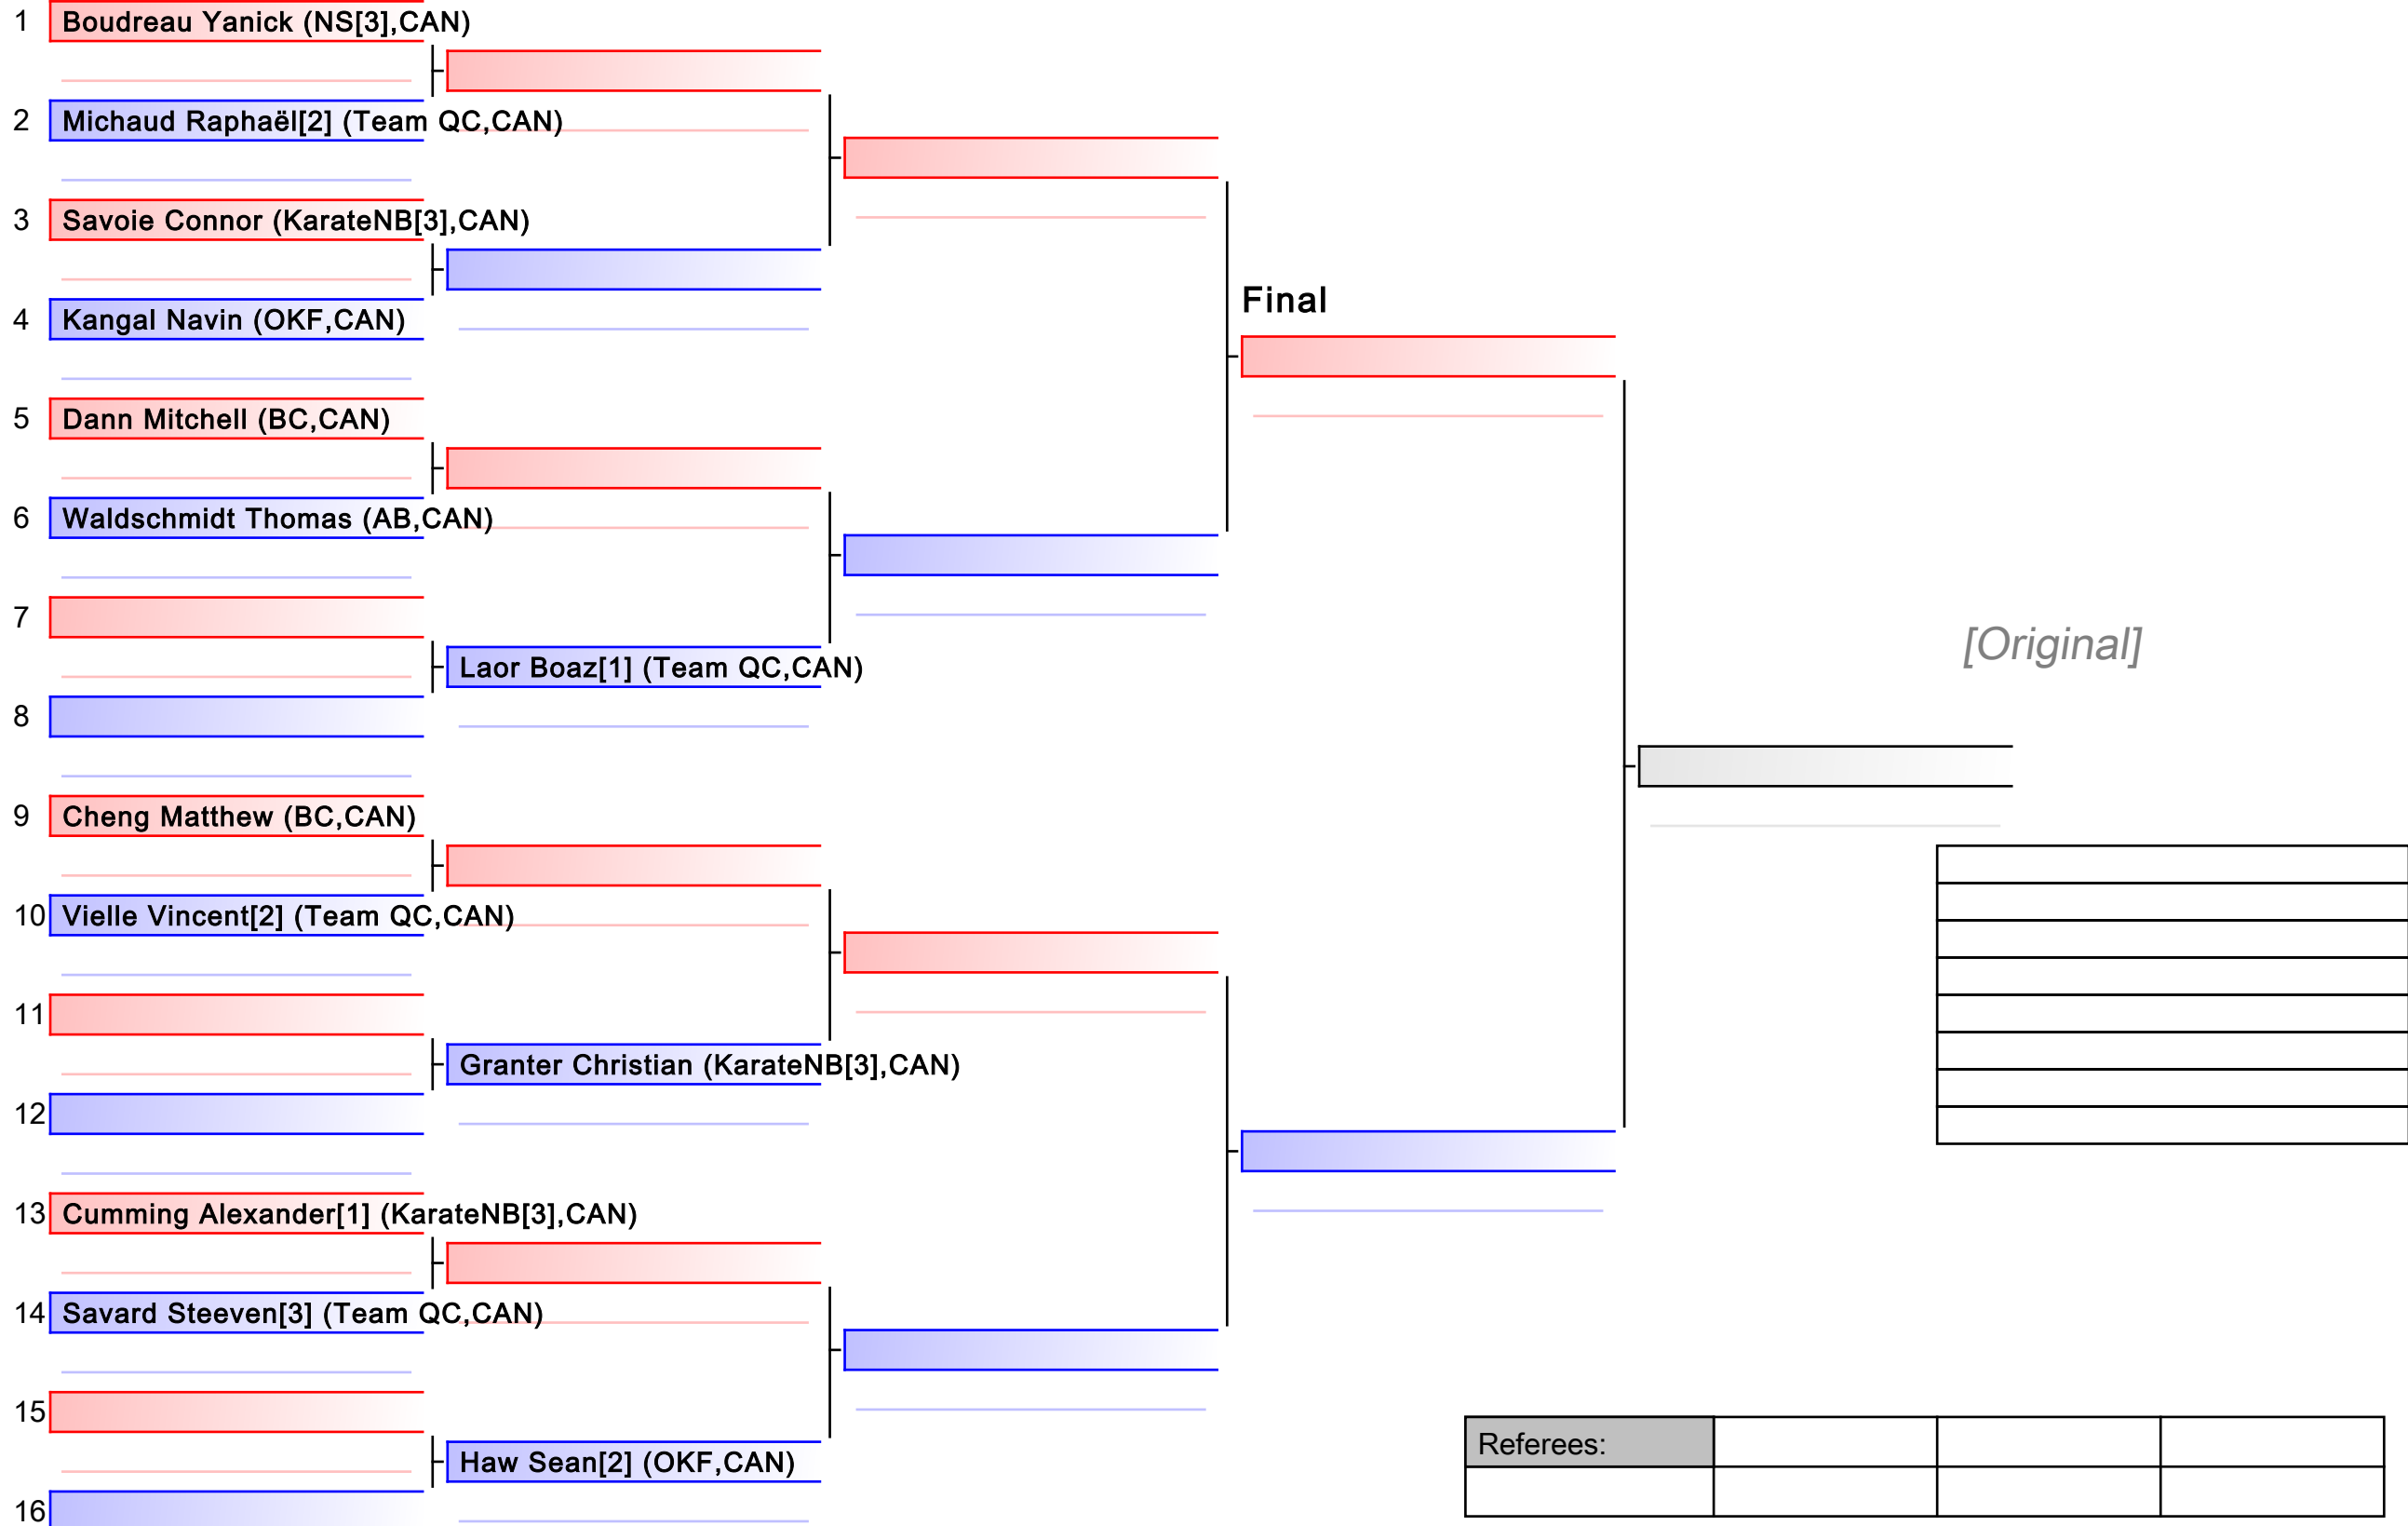 1 Boudreau Yanick (NS[3],CAN)
2 Michaud Raphaël[2] (Team QC,CAN)
3 Savoie Connor (KarateNB[3],CAN)
4 Kangal Navin (OKF,CAN)
Final
5 Dann Mitchell (BC,CAN)
6 Waldschmidt Thomas (AB,CAN)
7
[Original]
Laor Boaz[1] (Team QC,CAN)
8
9 Cheng Matthew (BC,CAN)
10 Vielle Vincent[2] (Team QC,CAN)
11
Granter Christian (KarateNB[3],CAN)
12
13 Cumming Alexander[1] (KarateNB[3],CAN)
14 Savard Steeven[3] (Team QC,CAN)
15
Referees:
Haw Sean[2] (OKF,CAN)
16